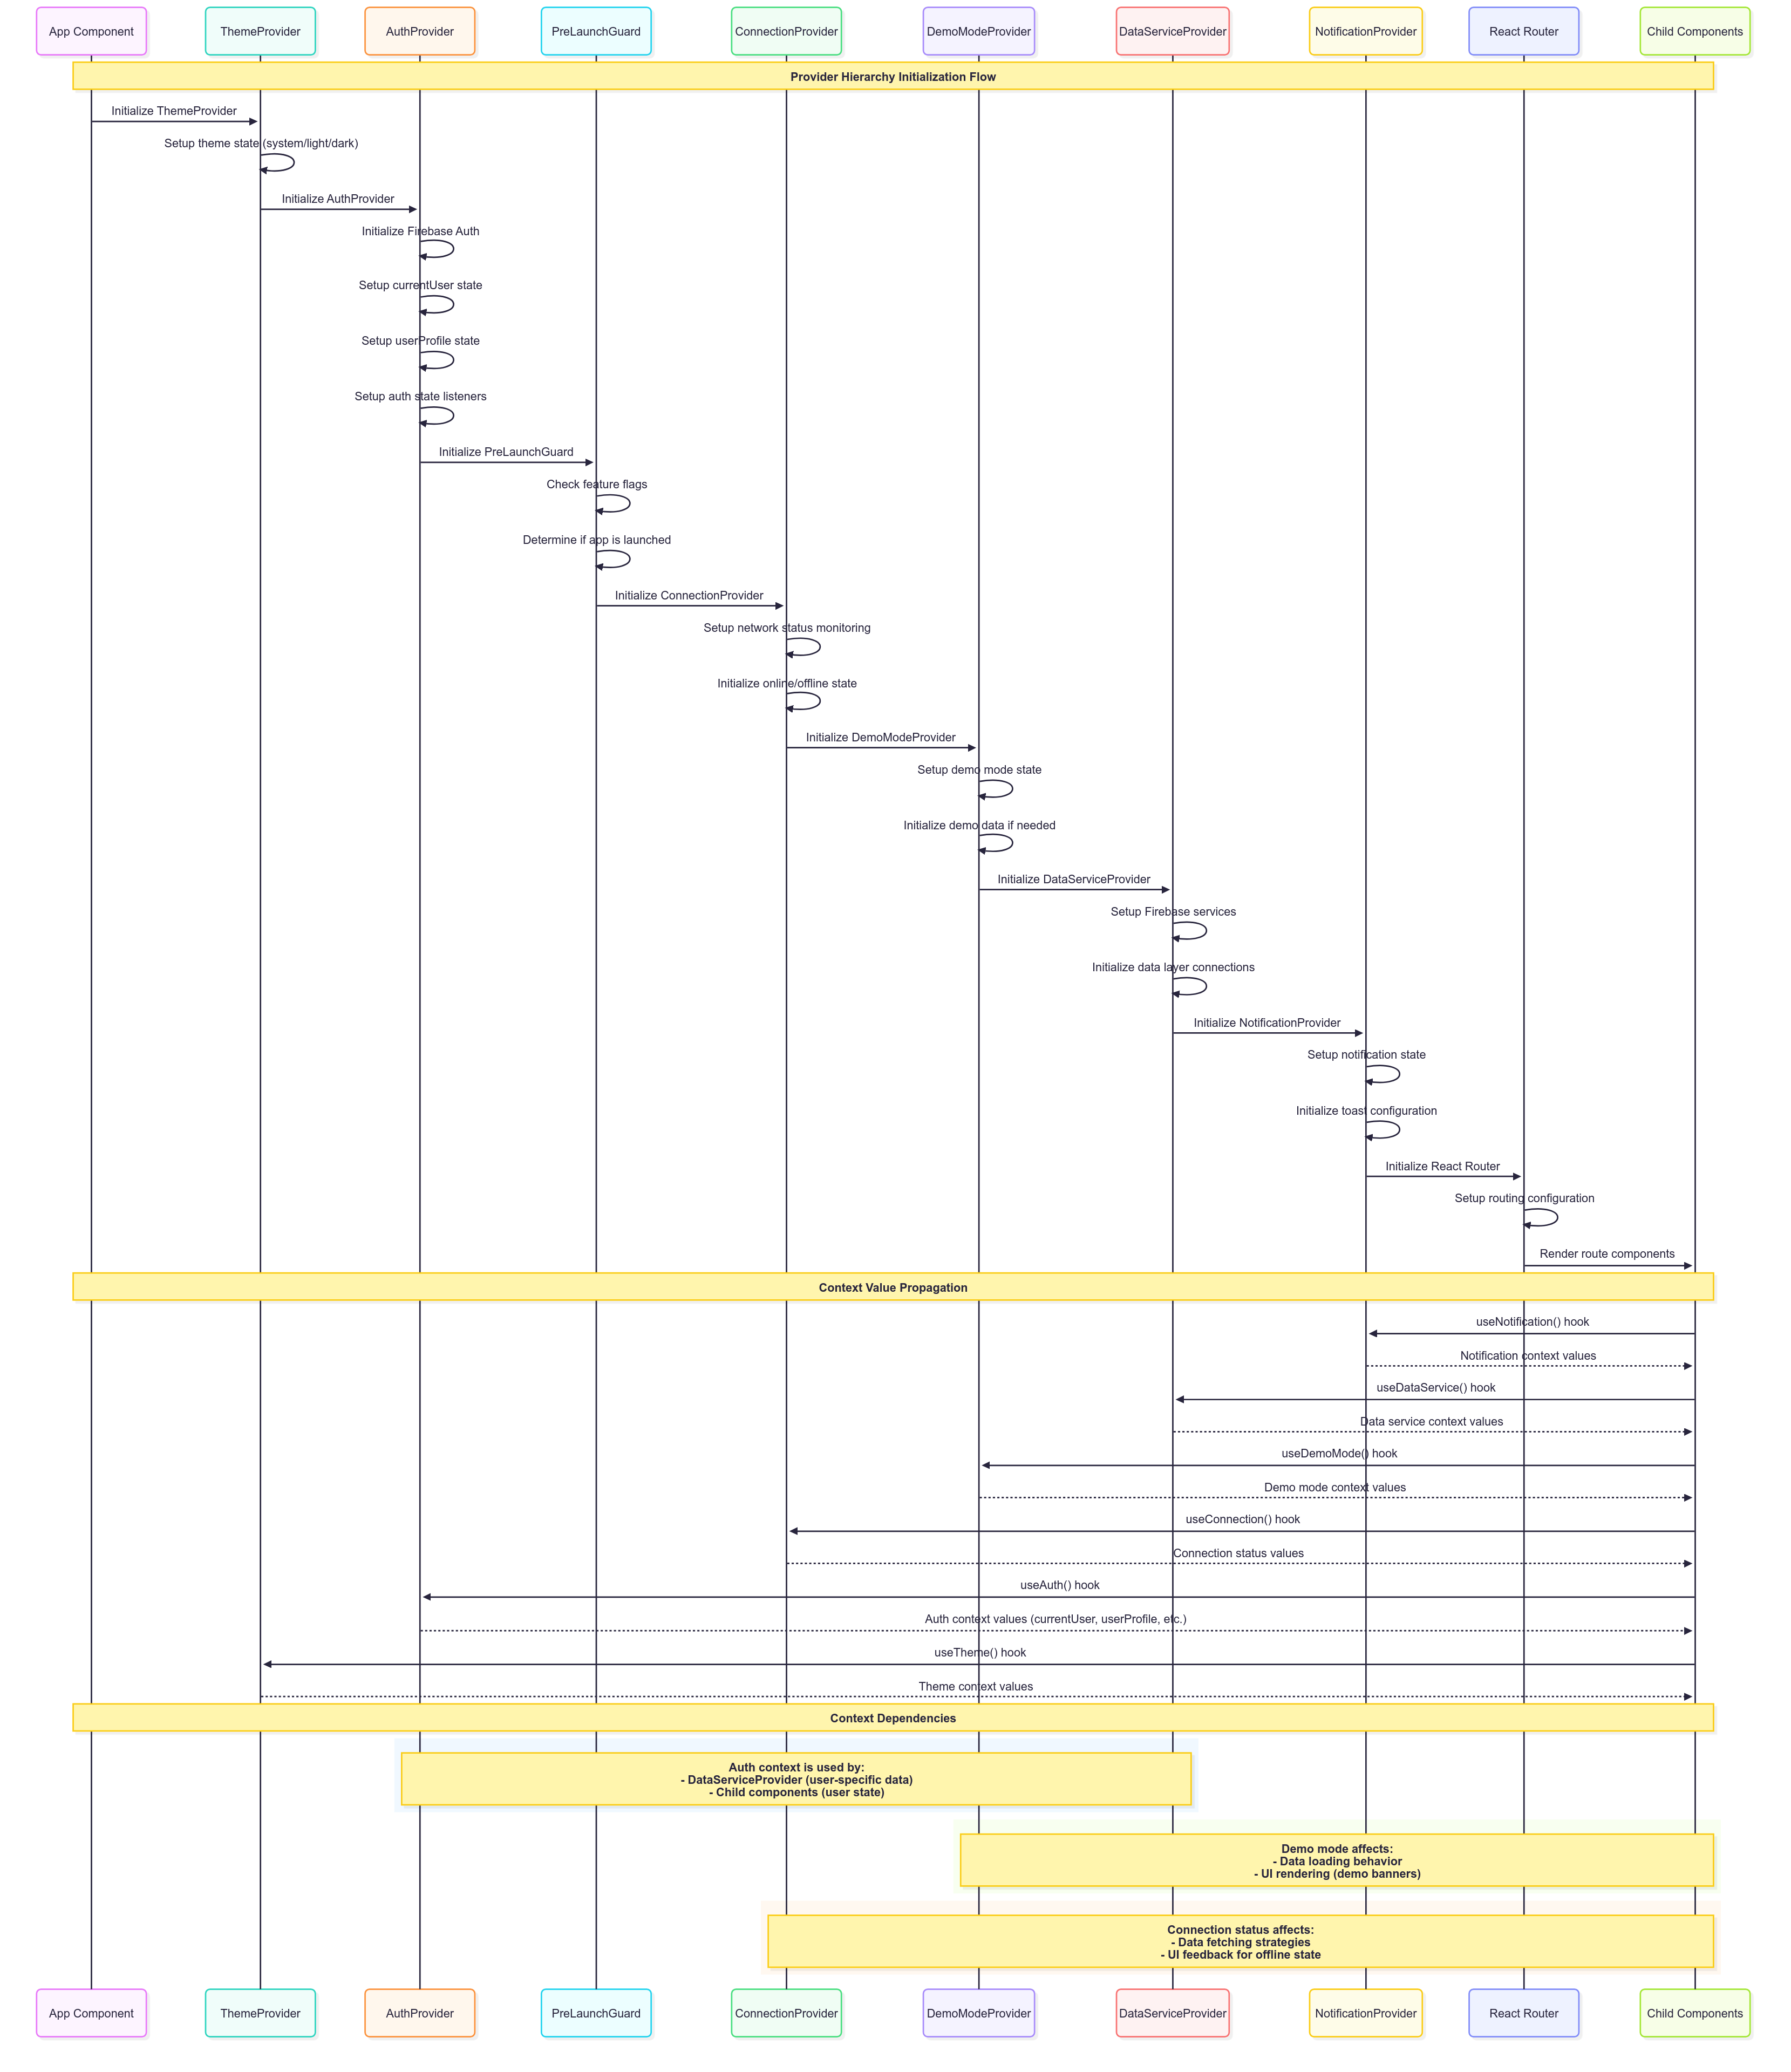 App Component
ThemeProvider
AuthProvider
PreLaunchGuard
ConnectionProvider
DemoModeProvider
DataServiceProvider
NotificationProvider
React Router
Child Components
Provider Hierarchy Initialization Flow
Initialize ThemeProvider
Setup theme state (system/light/dark)
Initialize AuthProvider
Initialize Firebase Auth
Setup currentUser state
Setup userProfile state
Setup auth state listeners
Initialize PreLaunchGuard
Check feature flags
Determine if app is launched
Initialize ConnectionProvider
Setup network status monitoring
Initialize online/offline state
Initialize DemoModeProvider
Setup demo mode state
Initialize demo data if needed
Initialize DataServiceProvider
Setup Firebase services
Initialize data layer connections
Initialize NotificationProvider
Setup notification state
Initialize toast configuration
Initialize React Router
Setup routing configuration
Render route components
Context Value Propagation
useNotification() hook
Notification context values
useDataService() hook
Data service context values
useDemoMode() hook
Demo mode context values
useConnection() hook
Connection status values
useAuth() hook
Auth context values (currentUser, userProfile, etc.)
useTheme() hook
Theme context values
Context Dependencies
Auth context is used by:
- DataServiceProvider (user-specific data)
- Child components (user state)
Demo mode affects:
- Data loading behavior
- UI rendering (demo banners)
Connection status affects:
- Data fetching strategies
- UI feedback for offline state
App Component
ThemeProvider
AuthProvider
PreLaunchGuard
ConnectionProvider
DemoModeProvider
DataServiceProvider
NotificationProvider
React Router
Child Components